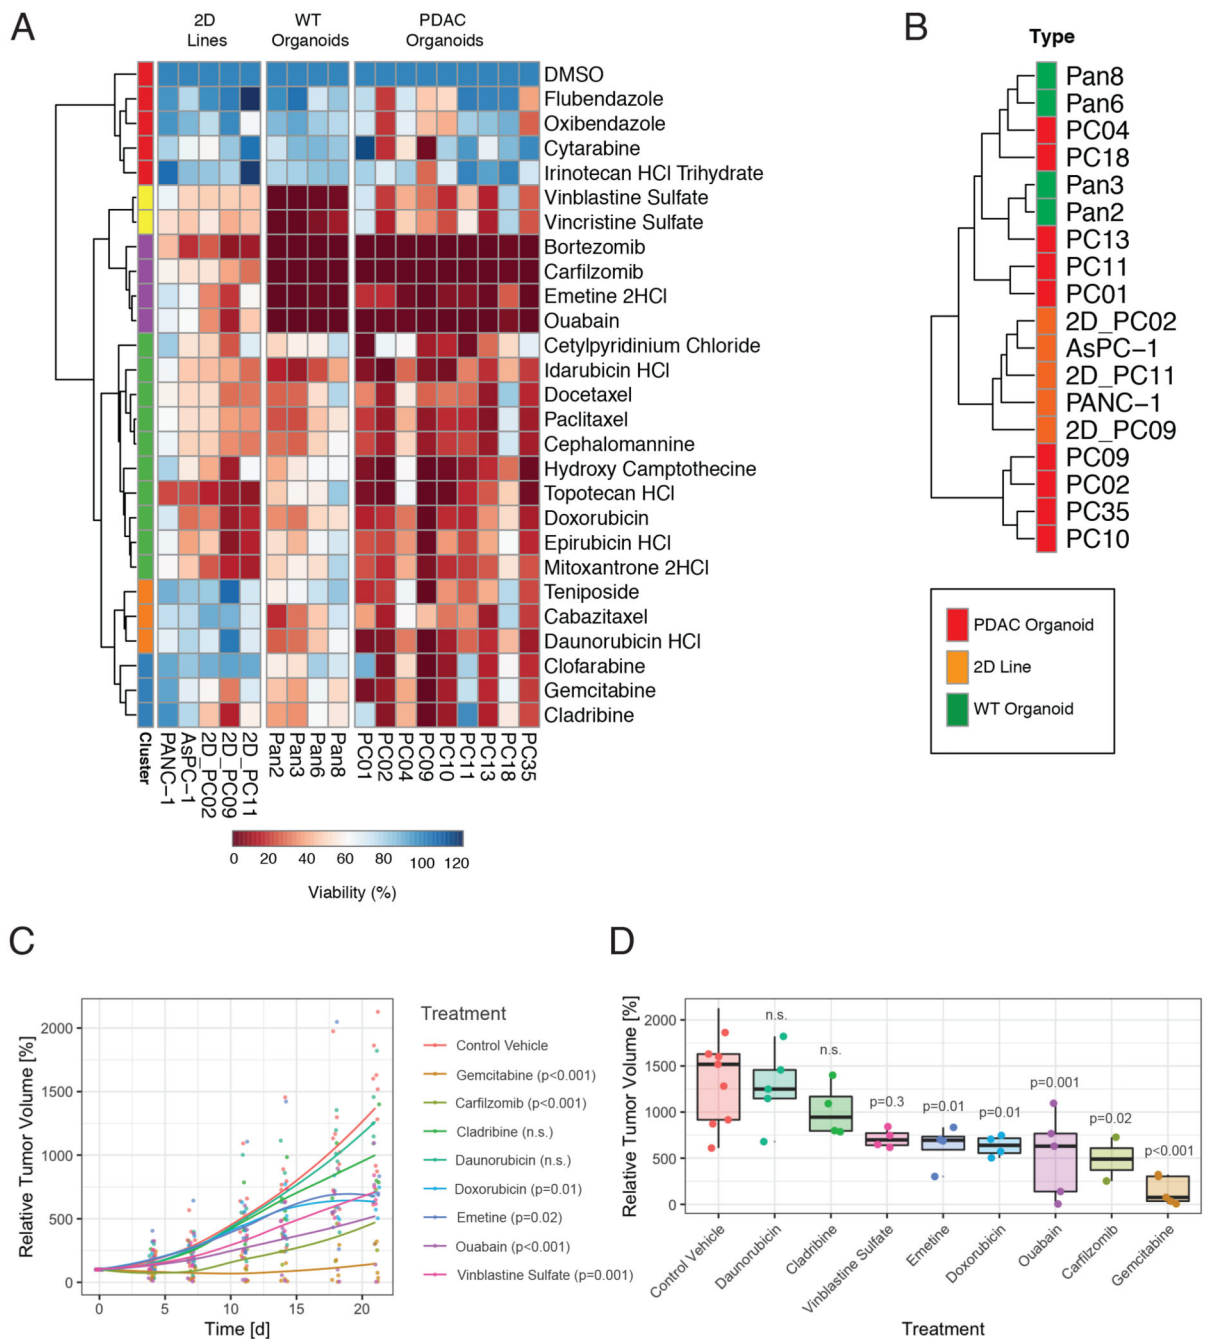 A
2D
Lines
WT
Organoids
PDAC
Organoids
DMSO
Flubendazole
Oxibendazole
Cytarabine
Irinotecan HCl Trihydrate
Vinblastine Sulfate
Vincristine Sulfate
Bortezomib
Carfilzomib
Emetine 2HCl
Ouabain
Cetylpyridinium Chloride
Idarubicin HCl
Docetaxel
Paclitaxel
Cephalomannine
Hydroxy Camptothecine
Topotecan HCl
Doxorubicin
Epirubicin HCl
Mitoxantrone 2HCl
Teniposide
Cabazitaxel
Daunorubicin HCl
Clofarabine
Gemcitabine
Cladribine
Cluster
PANC-1
AsPC-1
2D_PC02
2D_PC09
2D_PC11
Pan2
Pan3
Pan6
Pan8
PC01
PC02
PC04
PC09
PC10
PC11
PC13
PC18
PC35
0 20 40 60 80 100 120
Viability (%)
B
Type
Pan8
Pan6
PC04
PC18
Pan3
Pan2
PC13
PC11
PC01
2D_PC02
AsPC-1
2D_PC11
PANC-1
2D_PC09
PC09
PC02
PC35
PC10
PDAC Organoid
2D Line
WT Organoid
C
Relative Tumor Volume [%]
2000
1500
1000
500
0
0 5 10 15 20
Time [d]
Treatment
Control Vehicle
Gemcitabine (p<0.001)
Carfilzomib (p<0.001)
Cladribine (n.s.)
Daunorubicin (n.s.)
Doxorubicin (p=0.01)
Emetine (p=0.02)
Ouabain (p<0.001)
Vinblastine Sulfate (p=0.001)
D
Relative Tumor Volume [%]
2000
1500
1000
500
0
n.s.
n.s.
p=0.3
p=0.01
p=0.01
p=0.001
p=0.02
p<0.001
Control Vehicle
Daunorubicin
Cladribine
Vinblastine Sulfate
Emetine
Doxorubicin
Ouabain
Carfilzomib
Gemcitabine
Treatment